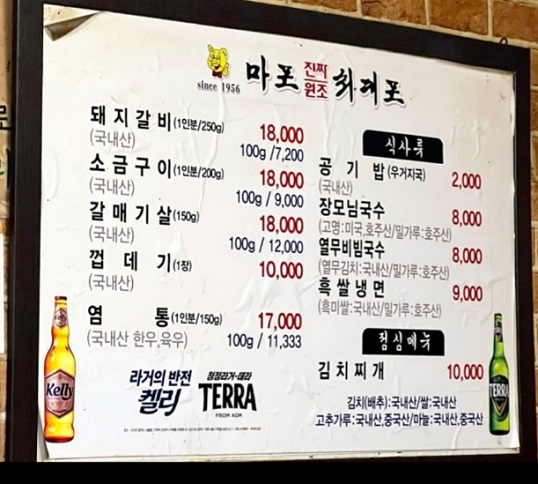 마포 진짜원조 최대포
since 1956
돼지갈비(1인분/250g) 18,000
(국내산) 100g /7,200
소금구이(1인분/200g) 18,000
(국내산) 100g / 9,000
갈매기살(150g) 18,000
(국내산) 100g / 12,000
껍데기(1장) 10,000
(국내산)
염통(1인분/150g) 17,000
(국내산 한우,육우) 100g / 11,333
식사류
공기밥(우거지국) 2,000
(국내산)
장모님국수 8,000
(고명:미국,호주산/밀가루:호주산)
열무비빔국수 8,000
(열무김치:국내산/밀가루:호주산)
흑쌀냉면 9,000
(흑미쌀:국내산/밀가루:호주산)
점심메뉴
김치찌개 10,000
김치(배추):국내산/쌀:국내산
고추가루:국내산,중국산/마늘:국내산,중국산
라거의 반전
켈리
청정라거-테라
TERRA
FROM AGM
Kelly
TERRA